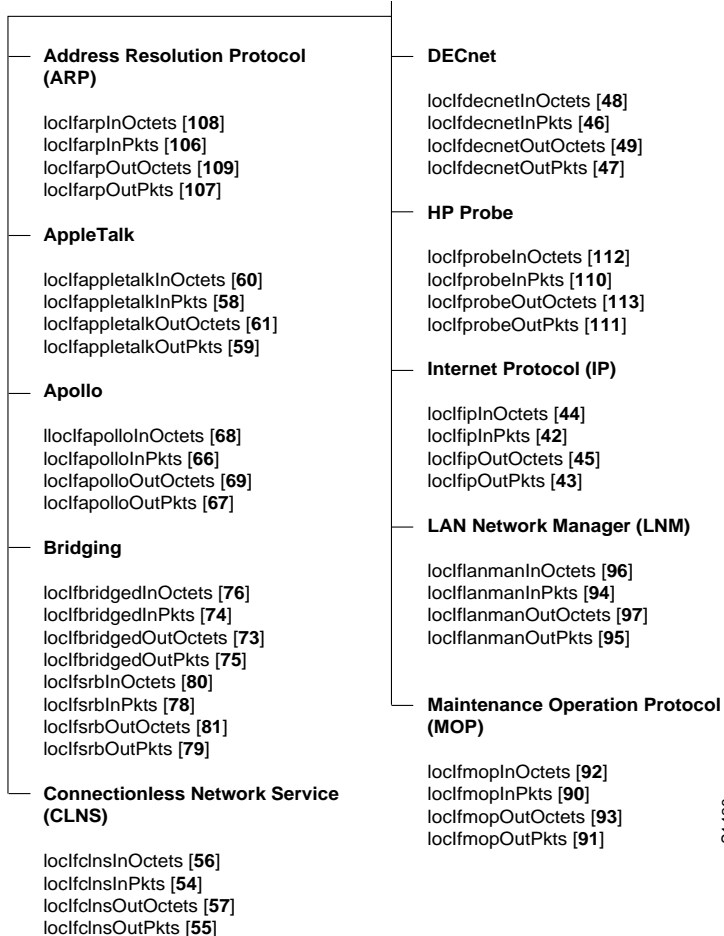 Address Resolution Protocol
(ARP)
locIfarpInOctets [108]
locIfarpInPkts [106]
locIfarpOutOctets [109]
locIfarpOutPkts [107]
AppleTalk
locIfappletalkInOctets [60]
locIfappletalkInPkts [58]
locIfappletalkOutOctets [61]
locIfappletalkOutPkts [59]
Apollo
llocIfapolloInOctets [68]
locIfapolloInPkts [66]
locIfapolloOutOctets [69]
locIfapolloOutPkts [67]
Bridging
locIfbridgedInOctets [76]
locIfbridgedInPkts [74]
locIfbridgedOutOctets [73]
locIfbridgedOutPkts [75]
locIfsrbInOctets [80]
locIfsrbInPkts [78]
locIfsrbOutOctets [81]
locIfsrbOutPkts [79]
Connectionless Network Service
(CLNS)
locIfclnsInOctets [56]
locIfclnsInPkts [54]
locIfclnsOutOctets [57]
locIfclnsOutPkts [55]
DECnet
locIfdecnetInOctets [48]
locIfdecnetInPkts [46]
locIfdecnetOutOctets [49]
locIfdecnetOutPkts [47]
HP Probe
locIfprobeInOctets [112]
locIfprobeInPkts [110]
locIfprobeOutOctets [113]
locIfprobeOutPkts [111]
Internet Protocol (IP)
locIfipInOctets [44]
locIfipInPkts [42]
locIfipOutOctets [45]
locIfipOutPkts [43]
LAN Network Manager (LNM)
locIflanmanInOctets [96]
locIflanmanInPkts [94]
locIflanmanOutOctets [97]
locIflanmanOutPkts [95]
Maintenance Operation Protocol
(MOP)
locIfmopInOctets [92]
locIfmopInPkts [90]
locIfmopOutOctets [93]
locIfmopOutPkts [91]